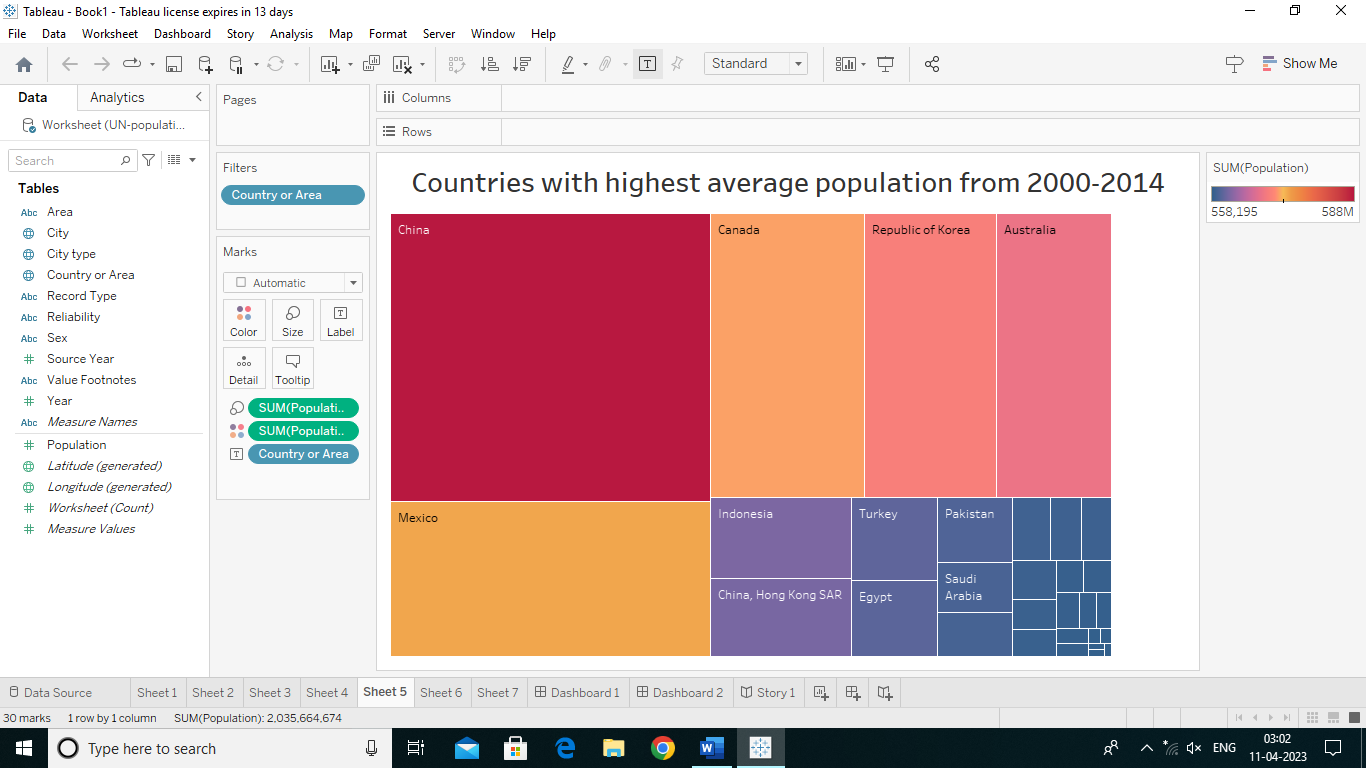 Tableau - Book1 - Tableau license expires in 13 days
File Data Worksheet Dashboard Story Analysis Map Format Server Window Help
Standard
Show Me
Data Analytics
Worksheet (UN-populati...
Search
Tables
Abc Area
City
City type
Country or Area
Abc Record Type
Abc Reliability
Abc Sex
Source Year
Abc Value Footnotes
Year
Abc Measure Names
Population
Latitude (generated)
Longitude (generated)
Worksheet (Count)
Measure Values
Pages
Filters
Country or Area
Marks
Automatic
Color Size Label
Detail Tooltip
SUM(Populati..
SUM(Populati..
Country or Area
Columns
Rows
Countries with highest average population from 2000-2014
China
Canada
Republic of Korea
Australia
Mexico
Indonesia
Turkey
Pakistan
China, Hong Kong SAR
Egypt
Saudi
Arabia
SUM(Population)
558,195 588M
Data Source Sheet 1 Sheet 2 Sheet 3 Sheet 4 Sheet 5 Sheet 6 Sheet 7 Dashboard 1 Dashboard 2 Story 1
30 marks 1 row by 1 column SUM(Population): 2,035,664,674
Type here to search
ENG
03:02
11-04-2023